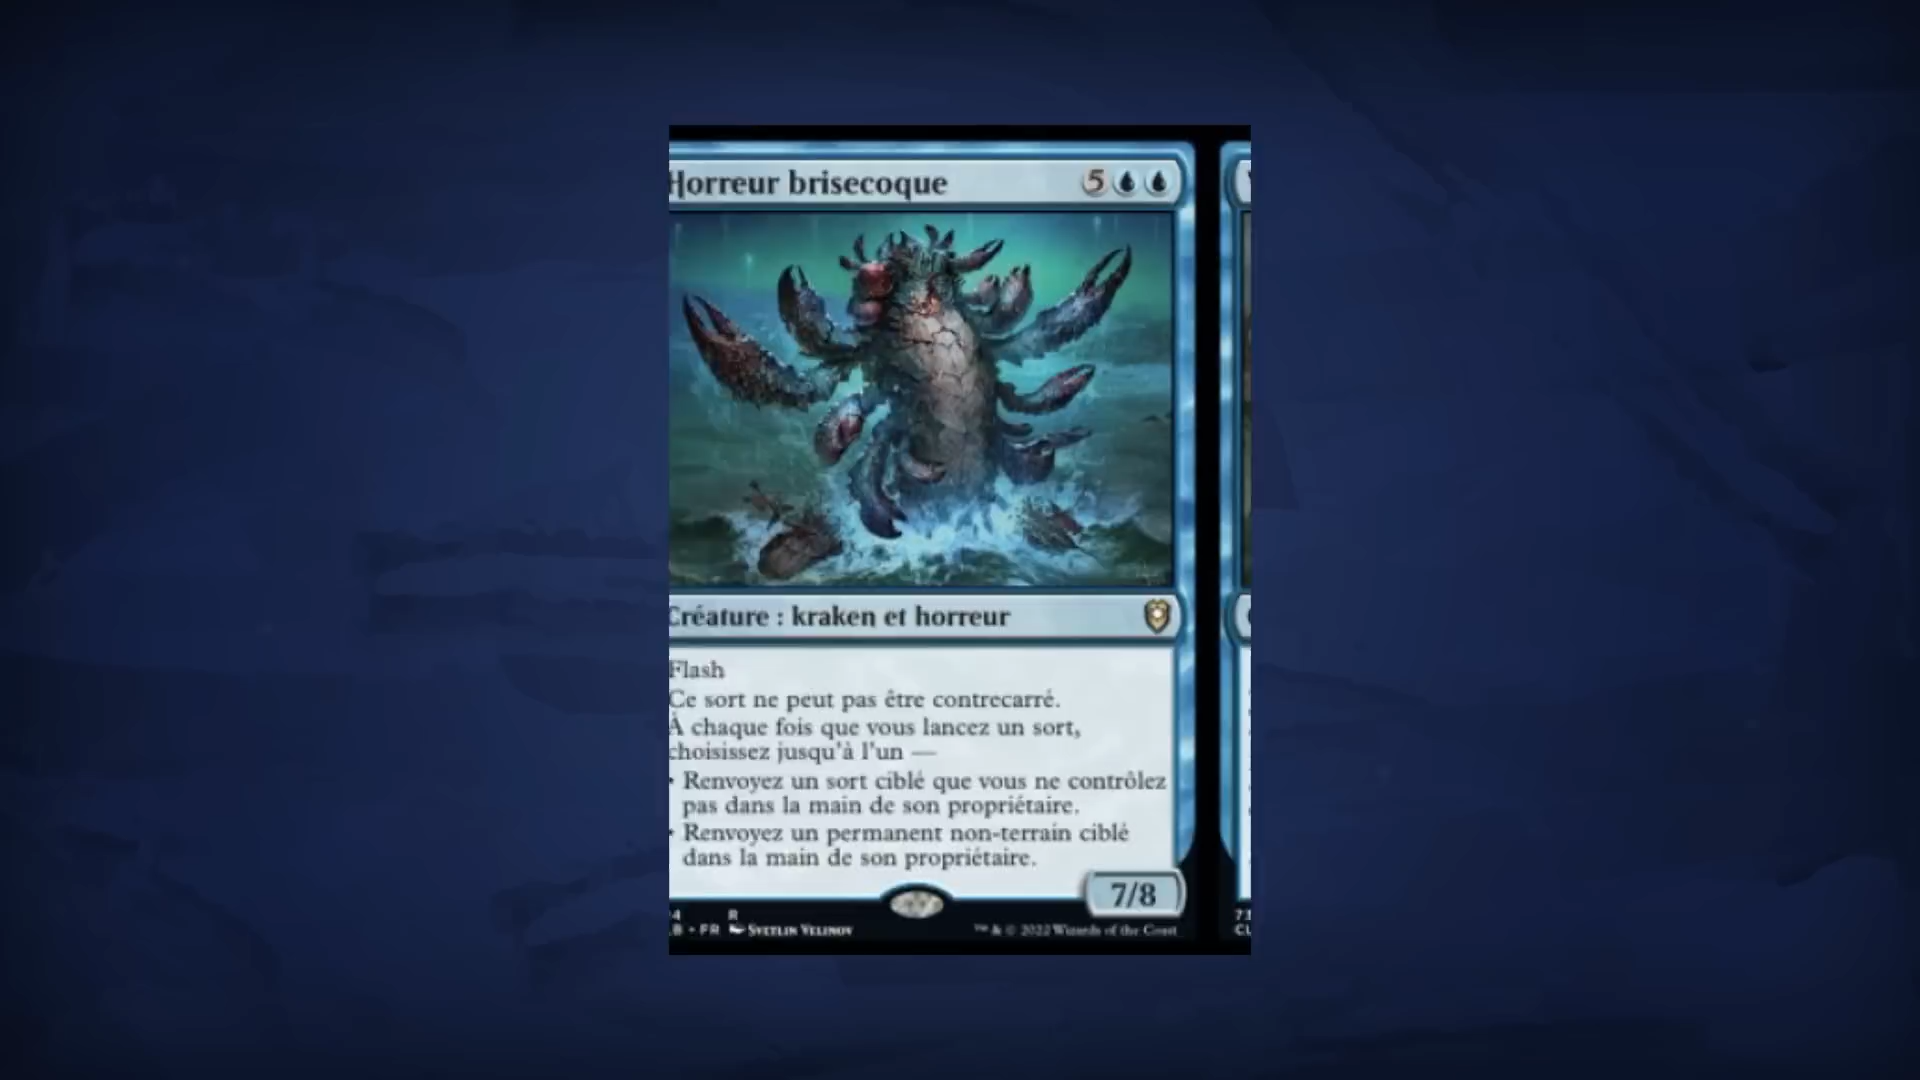 Horreur brisecoque 5
Créature : kraken et horreur
Flash
Ce sort ne peut pas être contrecarré.
À chaque fois que vous lancez un sort,
choisissez jusqu'à l'un —
• Renvoyez un sort ciblé que vous ne contrôlez
pas dans la main de son propriétaire.
• Renvoyez un permanent non-terrain ciblé
dans la main de son propriétaire.
7/8
4 R
B • FR Svetlin Velinov
™ & © 2022 Wizards of the Coast